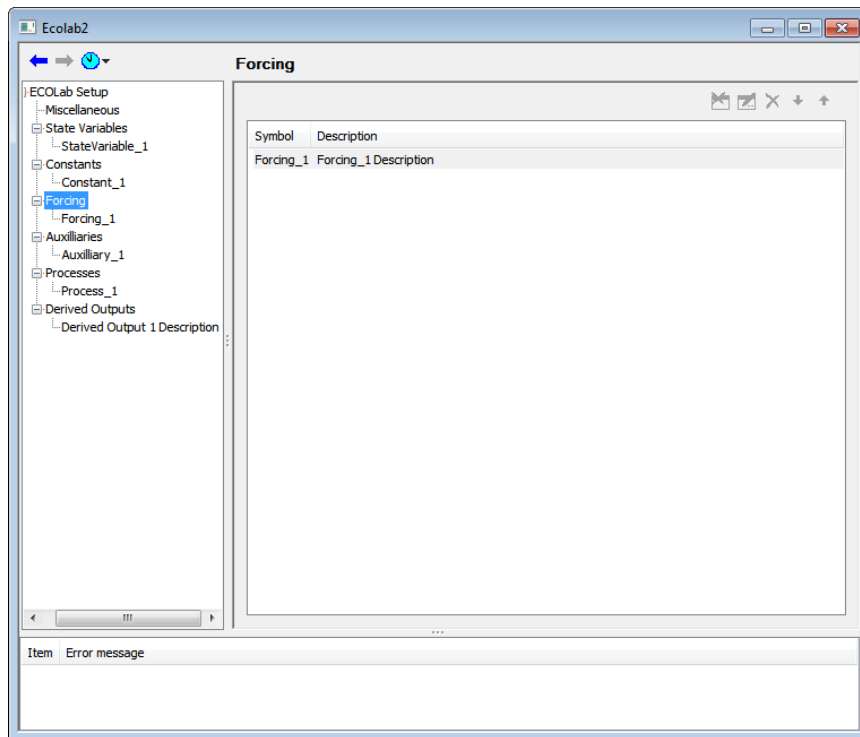 Ecolab2
Forcing
ECOLab Setup
Miscellaneous
State Variables
StateVariable_1
Constants
Constant_1
Forcing
Forcing_1
Auxilliaries
Auxilliary_1
Processes
Process_1
Derived Outputs
Derived Output 1 Description
Symbol Description
Forcing_1 Forcing_1 Description
Item Error message